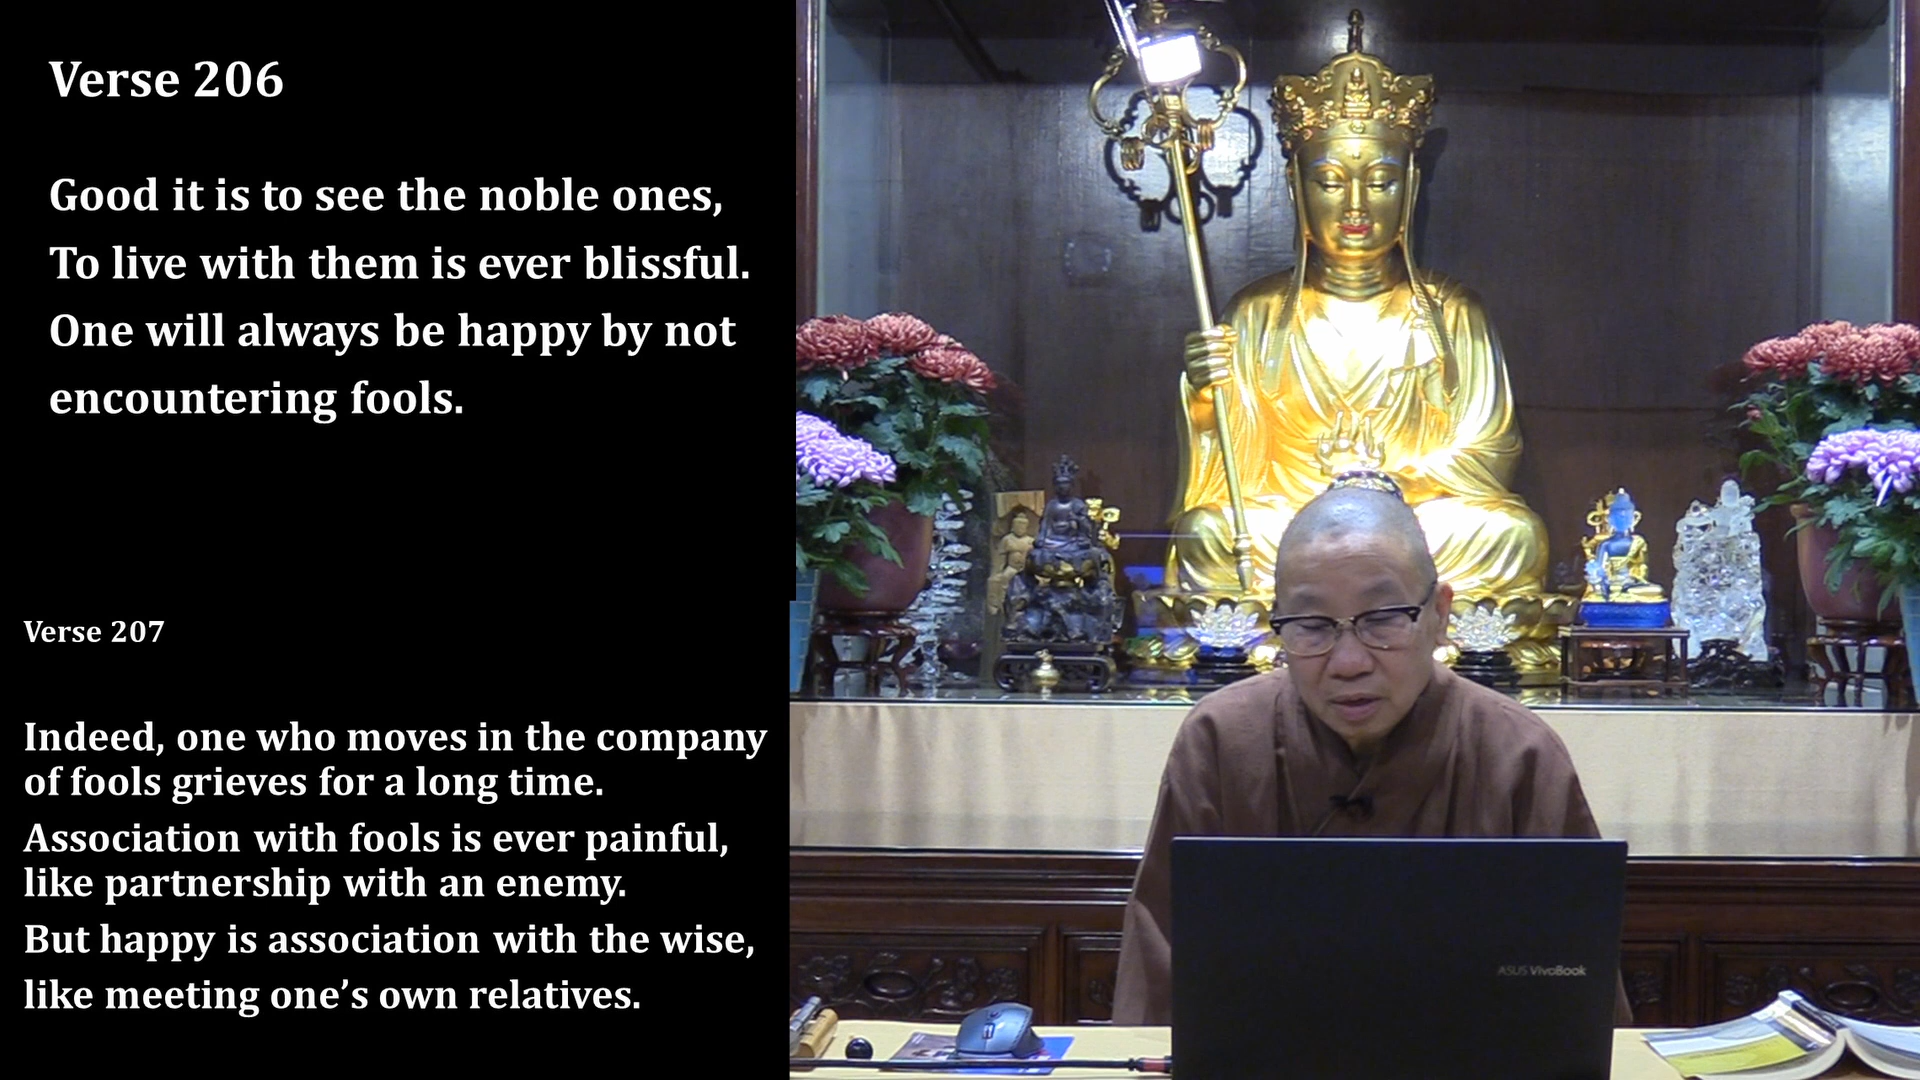 Verse 206
Good it is to see the noble ones,
To live with them is ever blissful.
One will always be happy by not
encountering fools.
Verse 207
Indeed, one who moves in the company
of fools grieves for a long time.
Association with fools is ever painful,
like partnership with an enemy.
But happy is association with the wise,
like meeting one’s own relatives.
ASUS VivoBook